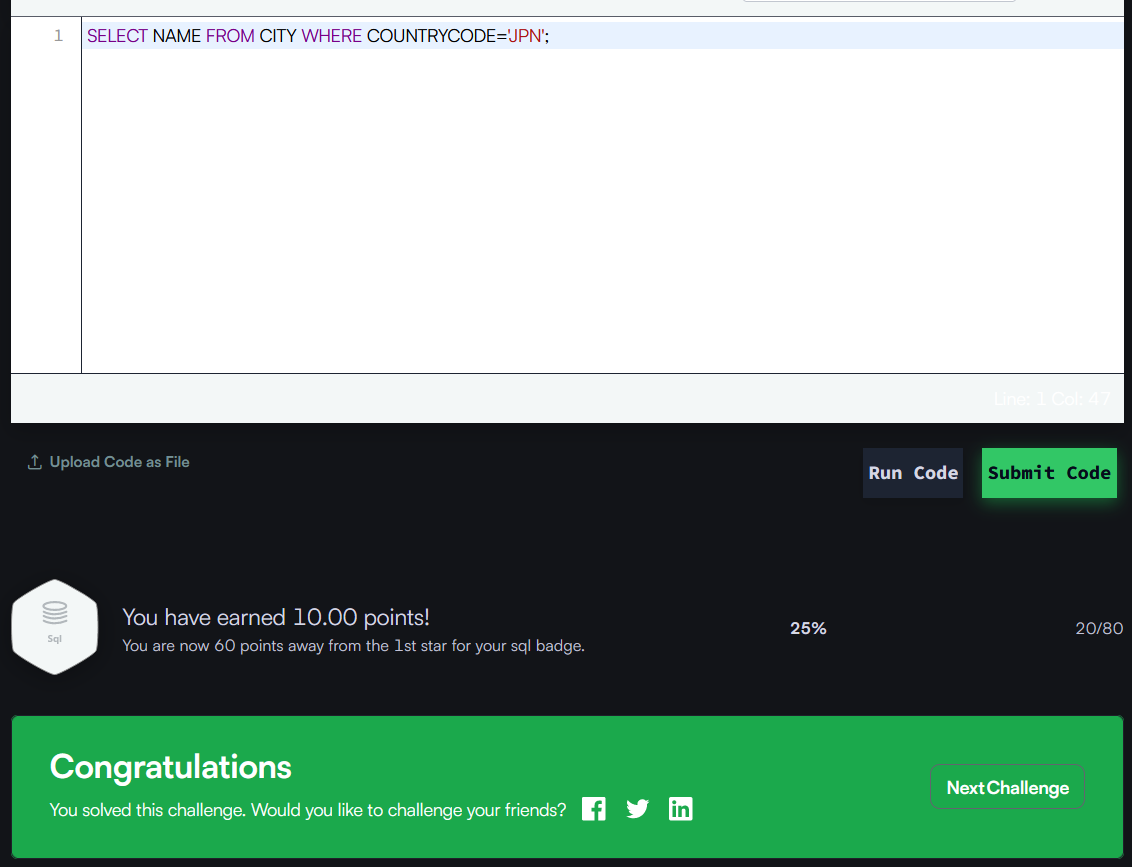 1 SELECT NAME FROM CITY WHERE COUNTRYCODE='JPN';
Line: 1 Col: 47
Upload Code as File
Run Code
Submit Code
Sql
You have earned 10.00 points!
You are now 60 points away from the 1st star for your sql badge.
25%
20/80
Congratulations
You solved this challenge. Would you like to challenge your friends?
Next Challenge